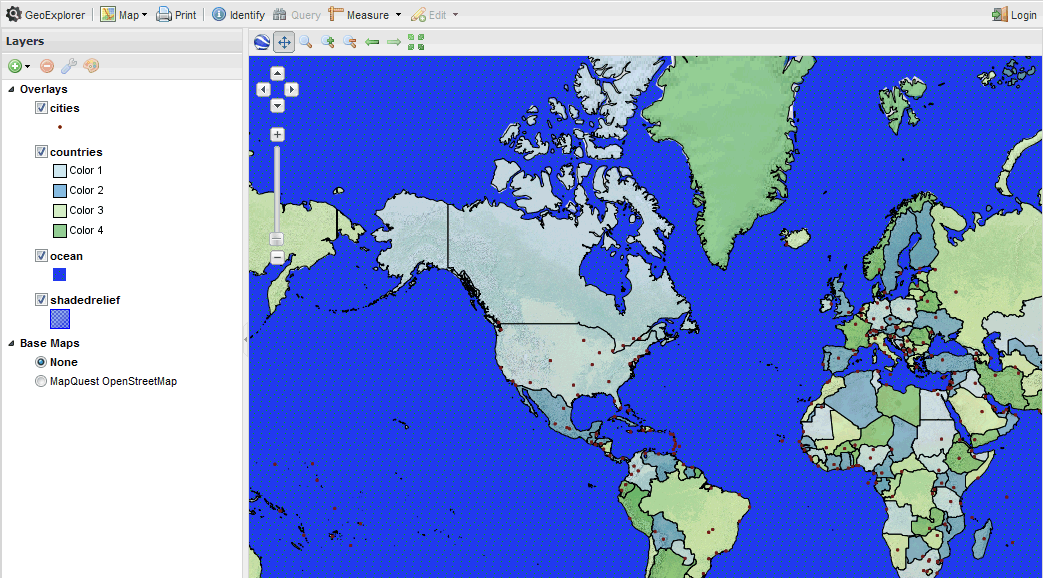 GeoExplorer Map Print Identify Query Measure Edit Login
Layers
Overlays
cities
countries
Color 1
Color 2
Color 3
Color 4
ocean
shadedrelief
Base Maps
None
MapQuest OpenStreetMap